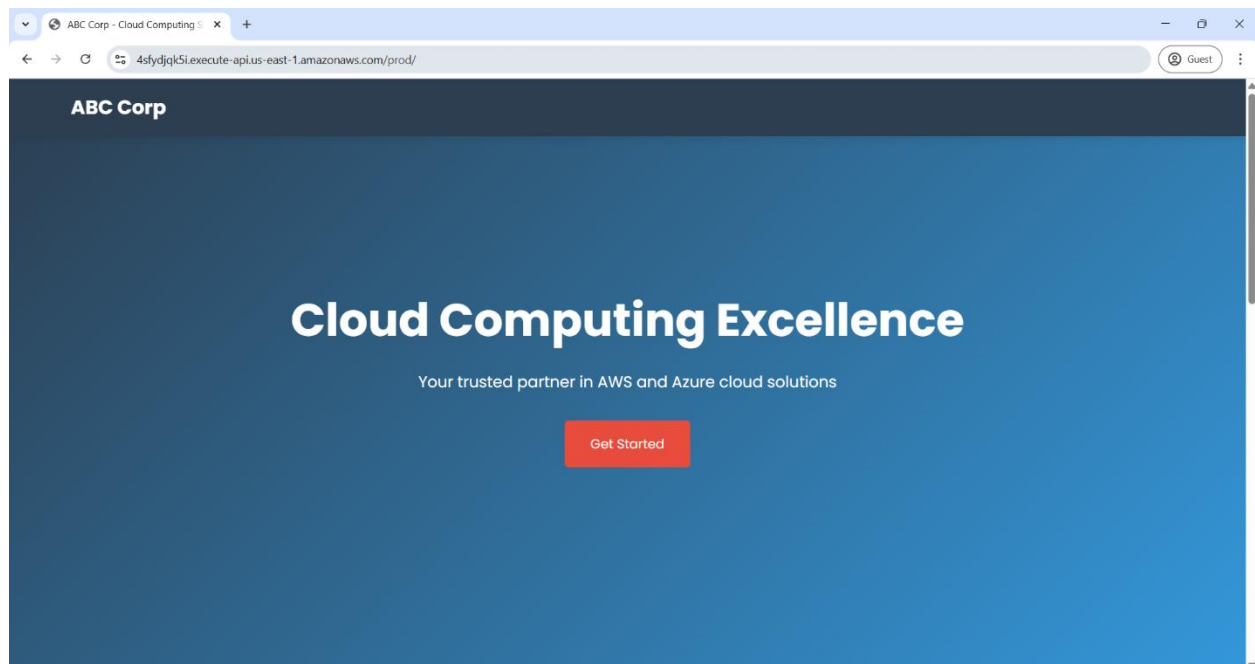 ABC Corp - Cloud Computing S
4sfydjqk5i.execute-api.us-east-1.amazonaws.com/prod/
Guest
ABC Corp
Cloud Computing Excellence
Your trusted partner in AWS and Azure cloud solutions
Get Started